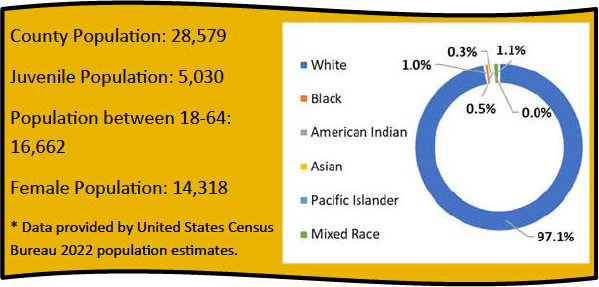 County Population: 28,579
Juvenile Population: 5,030
Population between 18-64:
16,662
Female Population: 14,318
* Data provided by United States Census
Bureau 2022 population estimates.
White
Black
American Indian
Asian
Pacific Islander
Mixed Race
1.0%
0.3%
1.1%
0.5%
0.0%
97.1%